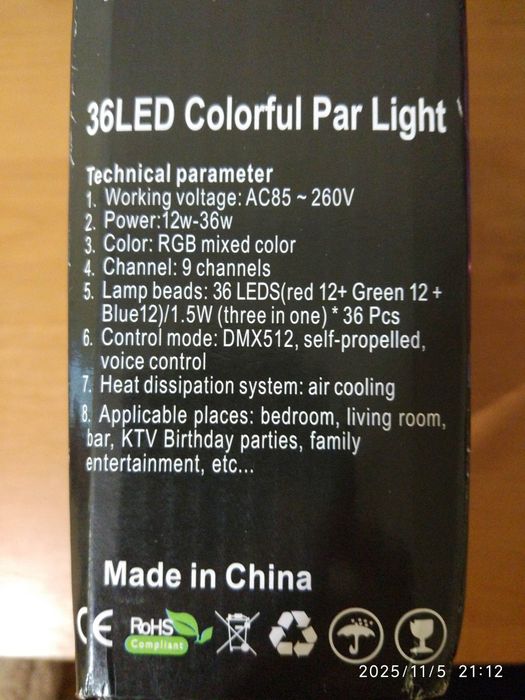 36LED Colorful Par Light
Technical parameter
1. Working voltage: AC85 ~ 260V
2. Power:12w-36w
3. Color: RGB mixed color
4. Channel: 9 channels
5. Lamp beads: 36 LEDS(red 12+ Green 12 +
Blue12)/1.5W (three in one) * 36 Pcs
6. Control mode: DMX512, self-propelled,
voice control
7. Heat dissipation system: air cooling
8. Applicable places: bedroom, living room,
bar, KTV Birthday parties, family
entertainment, etc...
Made in China
CE
RoHS
Compliant
2025/11/5 21:12